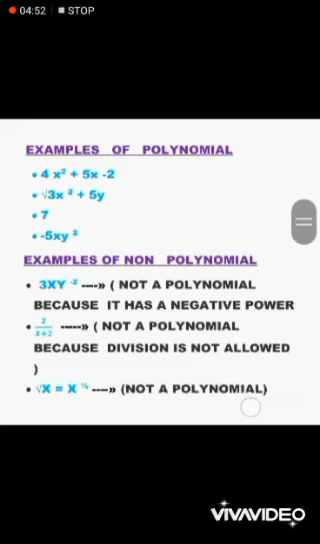 04:52 STOP
EXAMPLES OF POLYNOMIAL
• 4 x² + 5x -2
• √3x ² + 5y
• 7
• -5xy ²
EXAMPLES OF NON POLYNOMIAL
• 3XY ⁻² ----» ( NOT A POLYNOMIAL
BECAUSE IT HAS A NEGATIVE POWER
• 2/X+2 -----» ( NOT A POLYNOMIAL
BECAUSE DIVISION IS NOT ALLOWED
)
• √X = X ½ ----» (NOT A POLYNOMIAL)
VIVAVIDEO